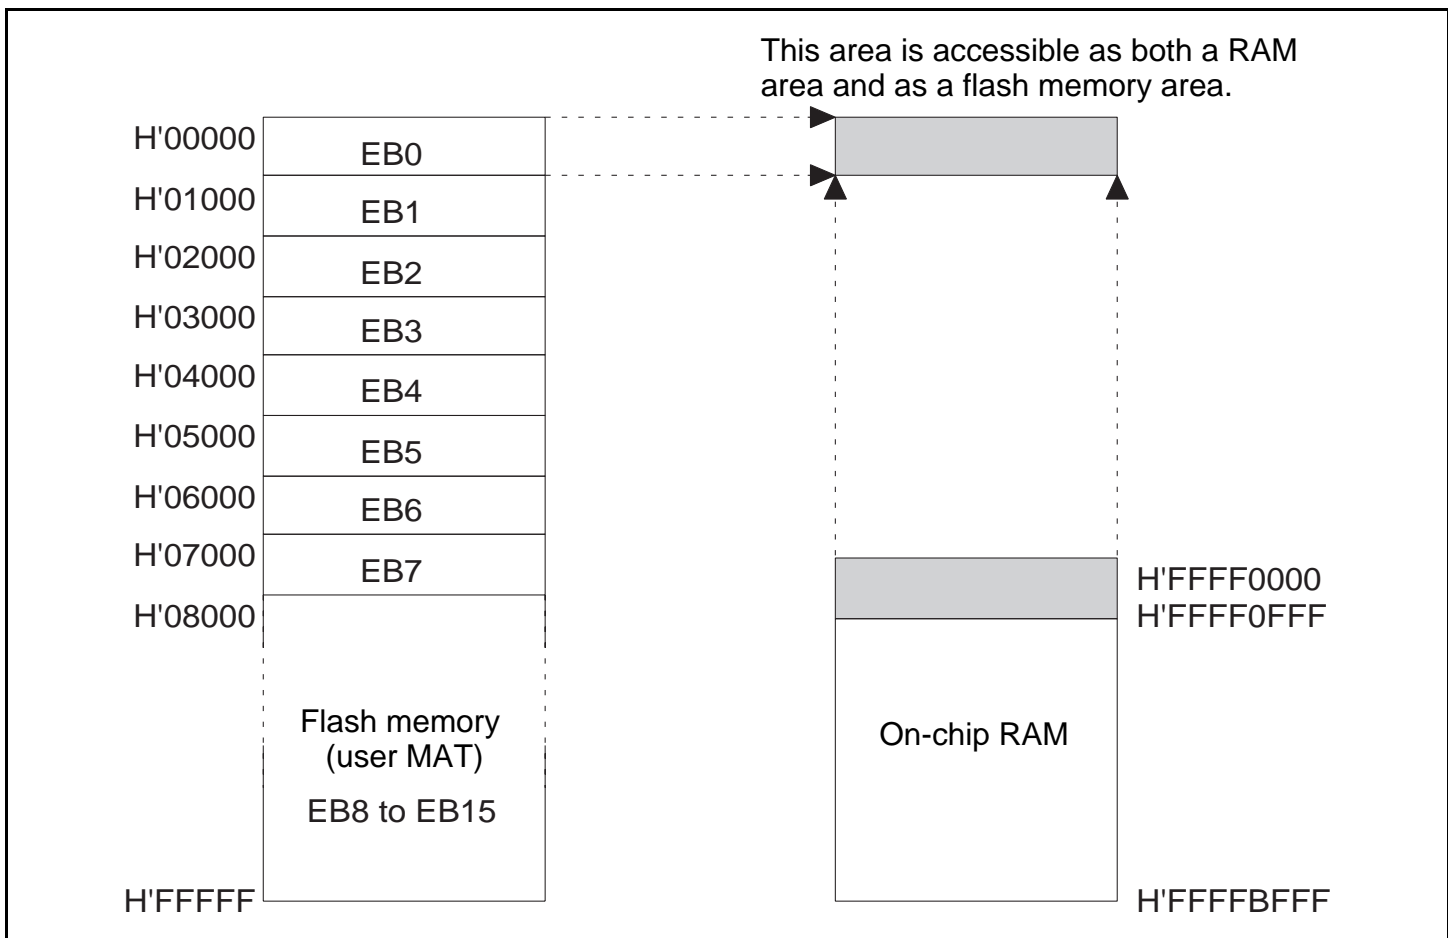 This area is accessible as both a RAM
area and as a flash memory area.
H'00000
EB0
H'01000
EB1
H'02000
EB2
H'03000
EB3
H'04000
EB4
H'05000
EB5
H'06000
EB6
H'07000
EB7
H'08000
Flash memory
(user MAT)
EB8 to EB15
H'FFFFF
H'FFFF0000
H'FFFF0FFF
On-chip RAM
H'FFFFBFFF